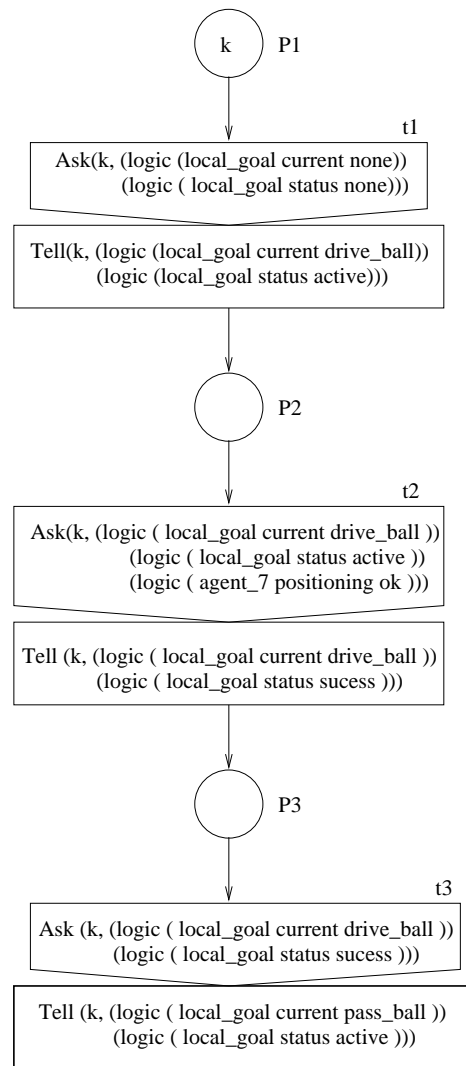 k P1
t1
Ask(k, (logic (local_goal current none))
(logic ( local_goal status none)))
Tell(k, (logic (local_goal current drive_ball))
(logic (local_goal status active)))
P2
t2
Ask(k, (logic ( local_goal current drive_ball ))
(logic ( local_goal status active ))
(logic ( agent_7 positioning ok )))
Tell (k, (logic ( local_goal current drive_ball ))
(logic ( local_goal status sucess )))
P3
t3
Ask (k, (logic ( local_goal current drive_ball ))
(logic ( local_goal status sucess )))
Tell (k, (logic ( local_goal current pass_ball ))
(logic ( local_goal status active )))